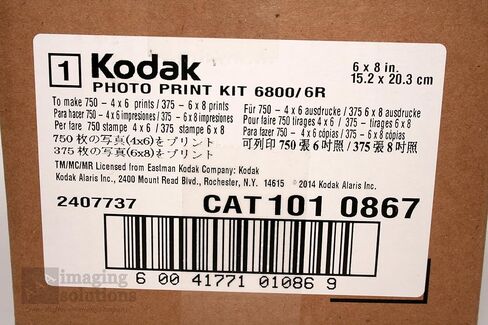 1 Kodak
6 x 8 in.
15.2 x 20.3 cm
PHOTO PRINT KIT 6800/6R
To make 750 - 4 x 6 prints / 375 - 6 x 8 prints
Für 750 - 4 x 6 ausdrucke / 375 6 x 8 ausdrucke
Para hacer 750 - 4 x 6 impresiones / 375 - 6 x 8 impresiones
Pour faire 750 tirages 4 x 6 / 375 - tirages 6 x 8
Per fare 750 stampe 4 x 6 / 375 stampe 6 x 8
Para fazer 750 - 4 x 6 cópias / 375 - 6 x 8 cópias
750 枚の写真(4x6)をプリント
可列印 750 張 6 吋照 / 375 張 8 吋照
375 枚の写真(6x8)をプリント
TM/MC/MR Licensed from Eastman Kodak Company: Kodak
Kodak Alaris Inc., 2400 Mount Read Blvd., Rochester, N.Y. 14615 © 2014 Kodak Alaris Inc.
2407737 CAT 101 0867
6 00 41771 01086 9
imaging
solutions